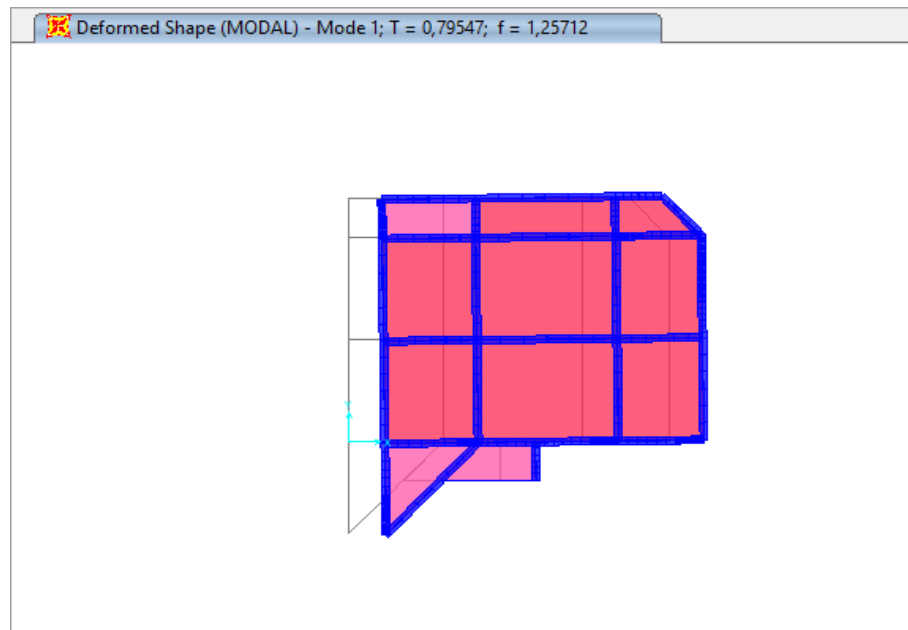 Deformed Shape (MODAL) - Mode 1; T = 0,79547; f = 1,25712
Y
X